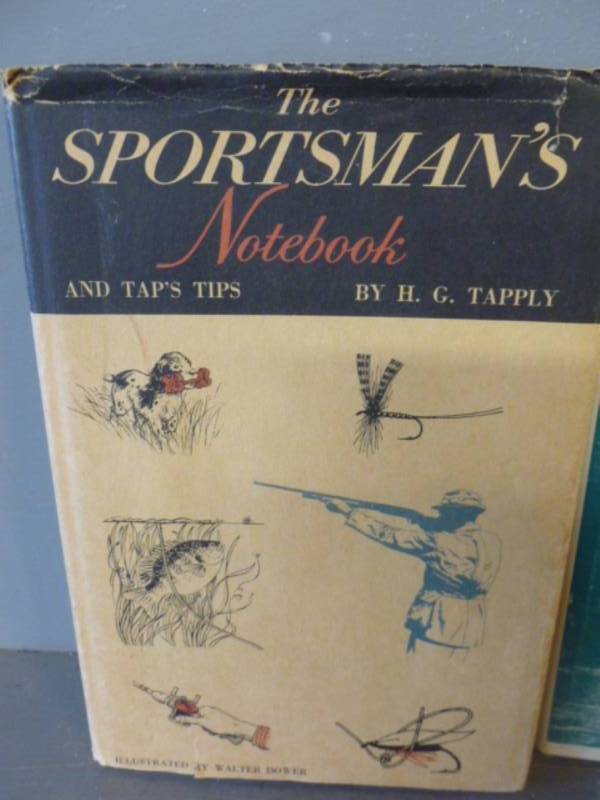 The
SPORTSMAN'S
Notebook
AND TAP'S TIPS BY H. G. TAPPLY
ILLUSTRATED BY WALTER DOWER